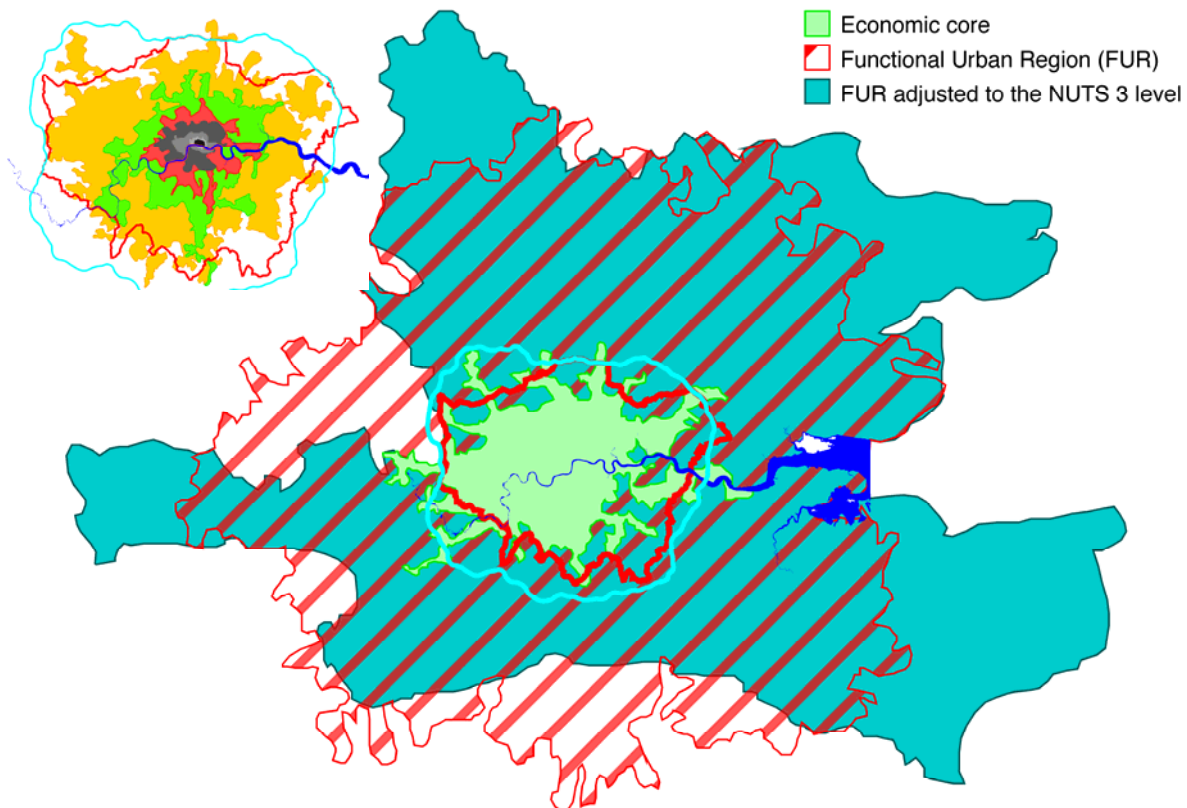 Economic core
Functional Urban Region (FUR)
FUR adjusted to the NUTS 3 level